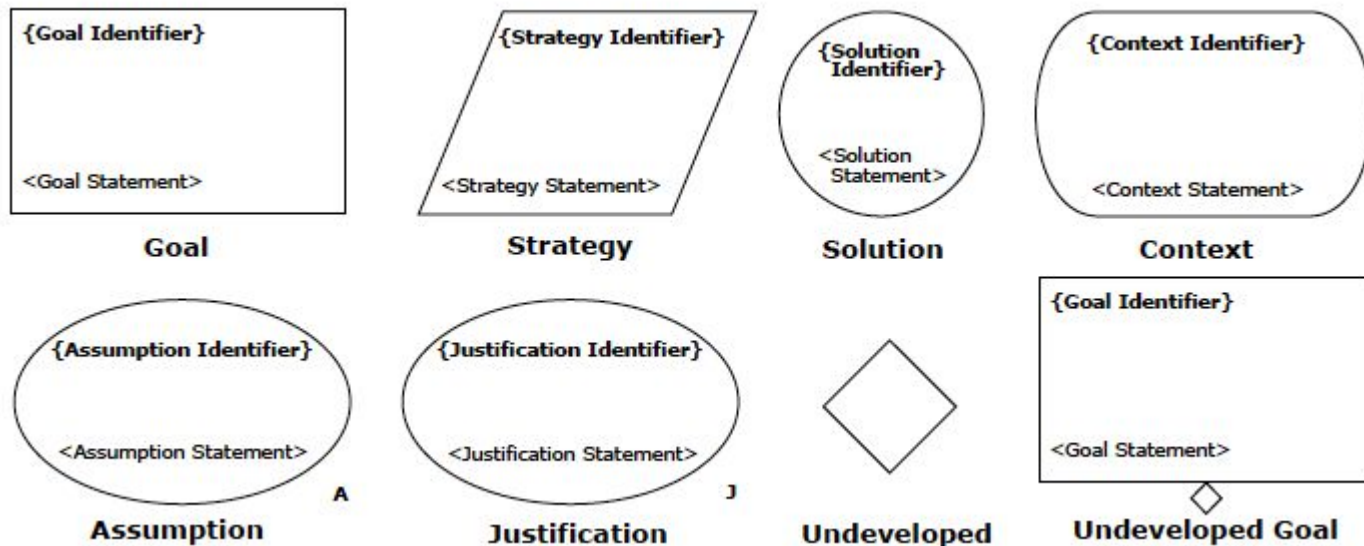 {Goal Identifier}
<Goal Statement>
Goal
{Strategy Identifier}
<Strategy Statement>
Strategy
{Solution
Identifier}
<Solution
Statement>
Solution
{Context Identifier}
<Context Statement>
Context
{Assumption Identifier}
<Assumption Statement>
A
Assumption
{Justification Identifier}
<Justification Statement>
J
Justification
Undeveloped
{Goal Identifier}
<Goal Statement>
Undeveloped Goal